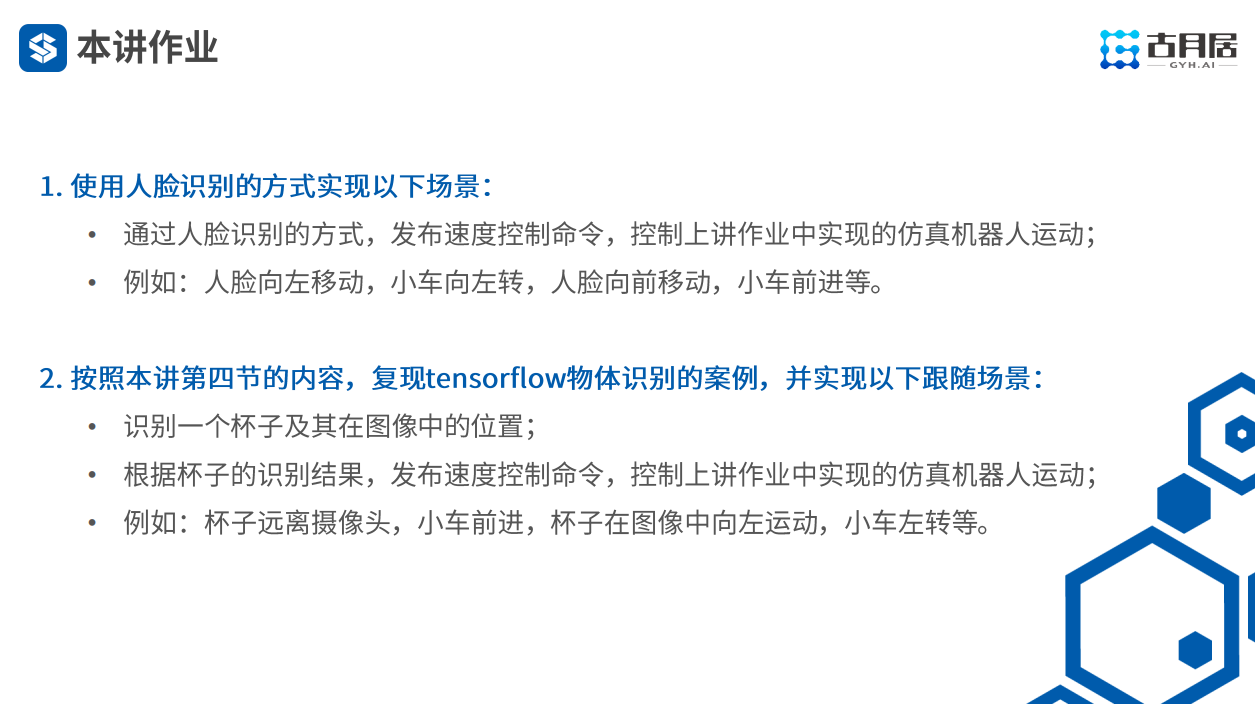 本讲作业
古月居
GYH.AI
1. 使用人脸识别的方式实现以下场景：
• 通过人脸识别的方式，发布速度控制命令，控制上讲作业中实现的仿真机器人运动；
• 例如：人脸向左移动，小车向左转，人脸向前移动，小车前进等。
2. 按照本讲第四节的内容，复现tensorflow物体识别的案例，并实现以下跟随场景：
• 识别一个杯子及其在图像中的位置；
• 根据杯子的识别结果，发布速度控制命令，控制上讲作业中实现的仿真机器人运动；
• 例如：杯子远离摄像头，小车前进，杯子在图像中向左运动，小车左转等。